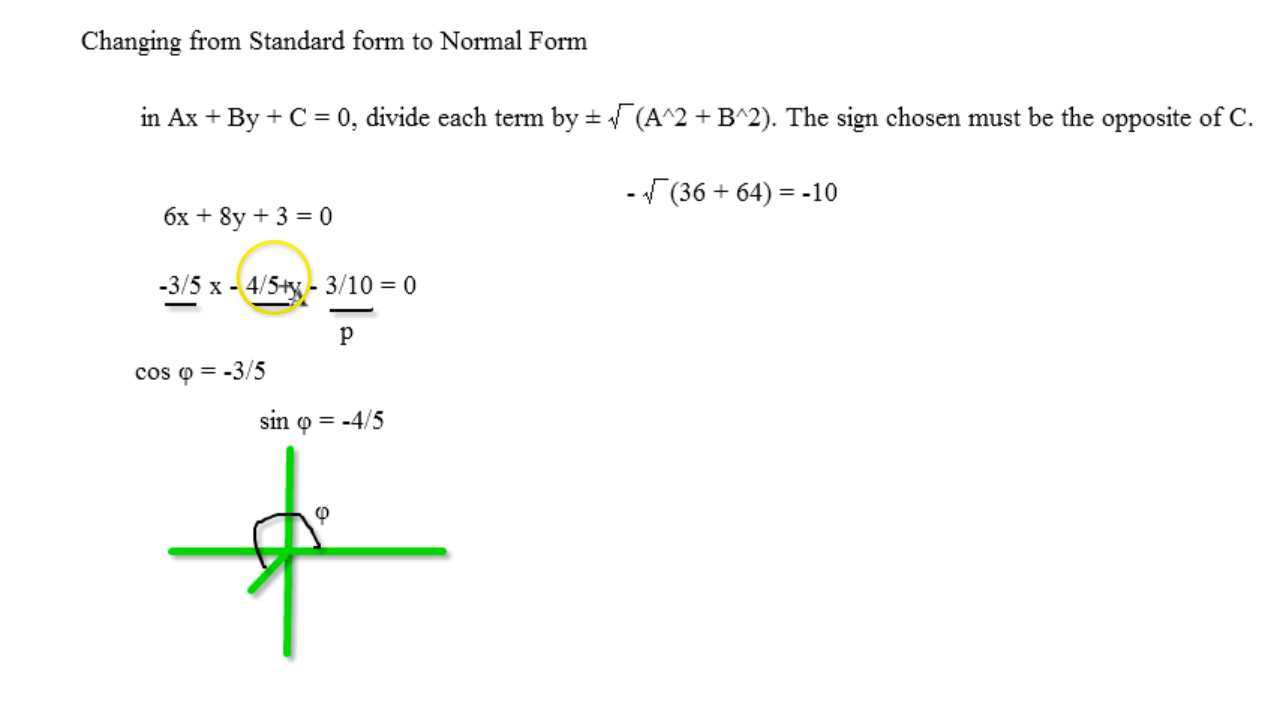 Changing from Standard form to Normal Form
in Ax + By + C = 0, divide each term by ± √(A^2 + B^2). The sign chosen must be the opposite of C.
- √(36 + 64) = -10
6x + 8y + 3 = 0
-3/5 x - 4/5 y - 3/10 = 0
p
cos φ = -3/5
sin φ = -4/5
φ